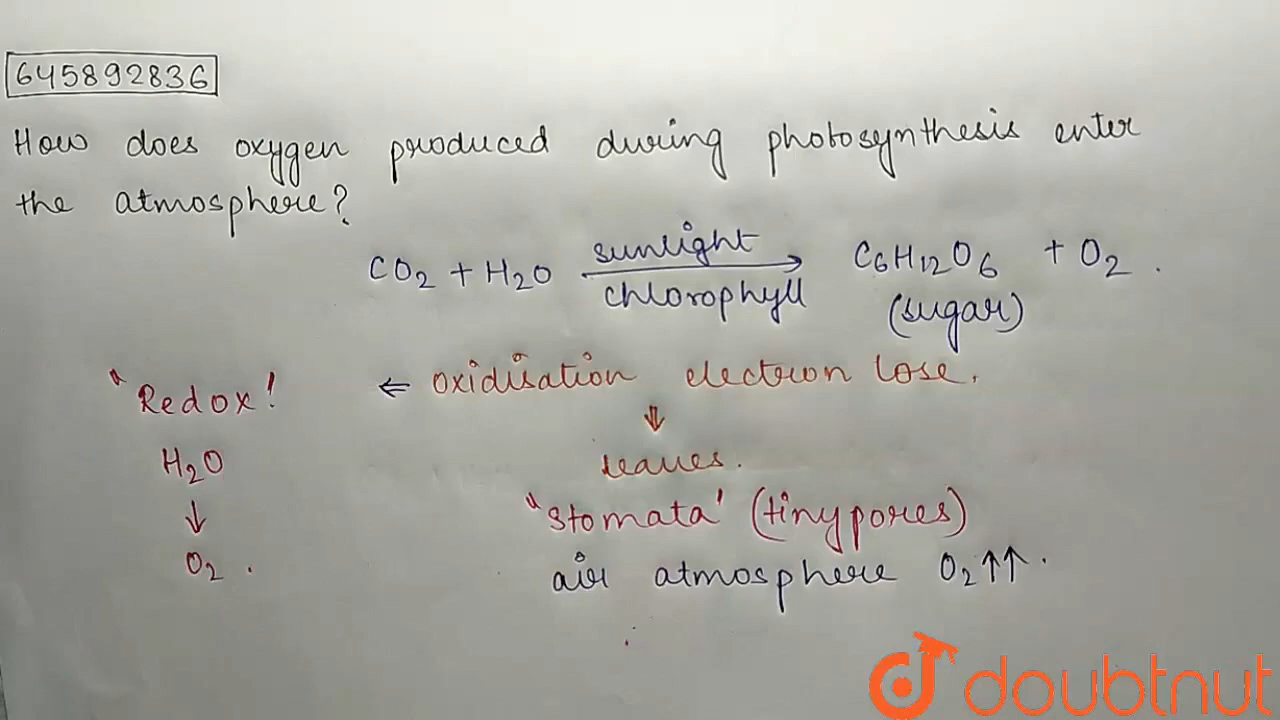 645892836
How does oxygen produced during photosynthesis enter
the atmosphere?
CO2 + H2O sunlight chlorophyll → C6H12O6 + O2 .
(sugar)
"Redox! ⇐ oxidisation electron lose.
⇓
H2O leaves.
↓ "Stomata' (tiny pores)
O2 . air atmosphere O2↑↑.
doubtnut